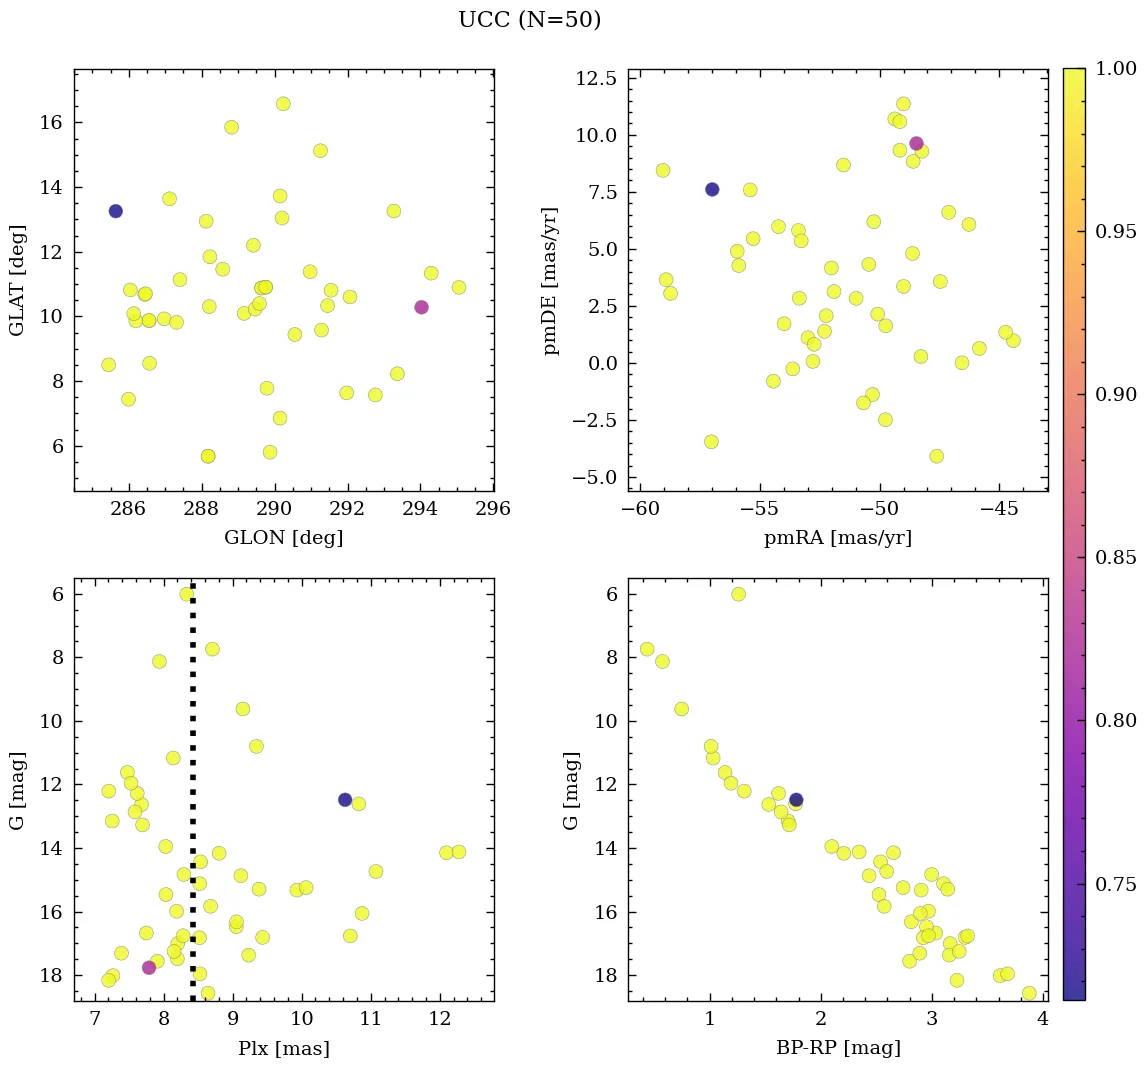 UCC (N=50)
16
14
12
10
8
6
GLAT [deg]
286 288 290 292 294 296
GLON [deg]
12.5
10.0
7.5
5.0
2.5
0.0
−2.5
−5.0
pmDE [mas/yr]
−60 −55 −50 −45
pmRA [mas/yr]
1.00
0.95
0.90
0.85
0.80
0.75
6
8
10
12
14
16
18
G [mag]
7 8 9 10 11 12
Plx [mas]
6
8
10
12
14
16
18
G [mag]
1 2 3 4
BP-RP [mag]